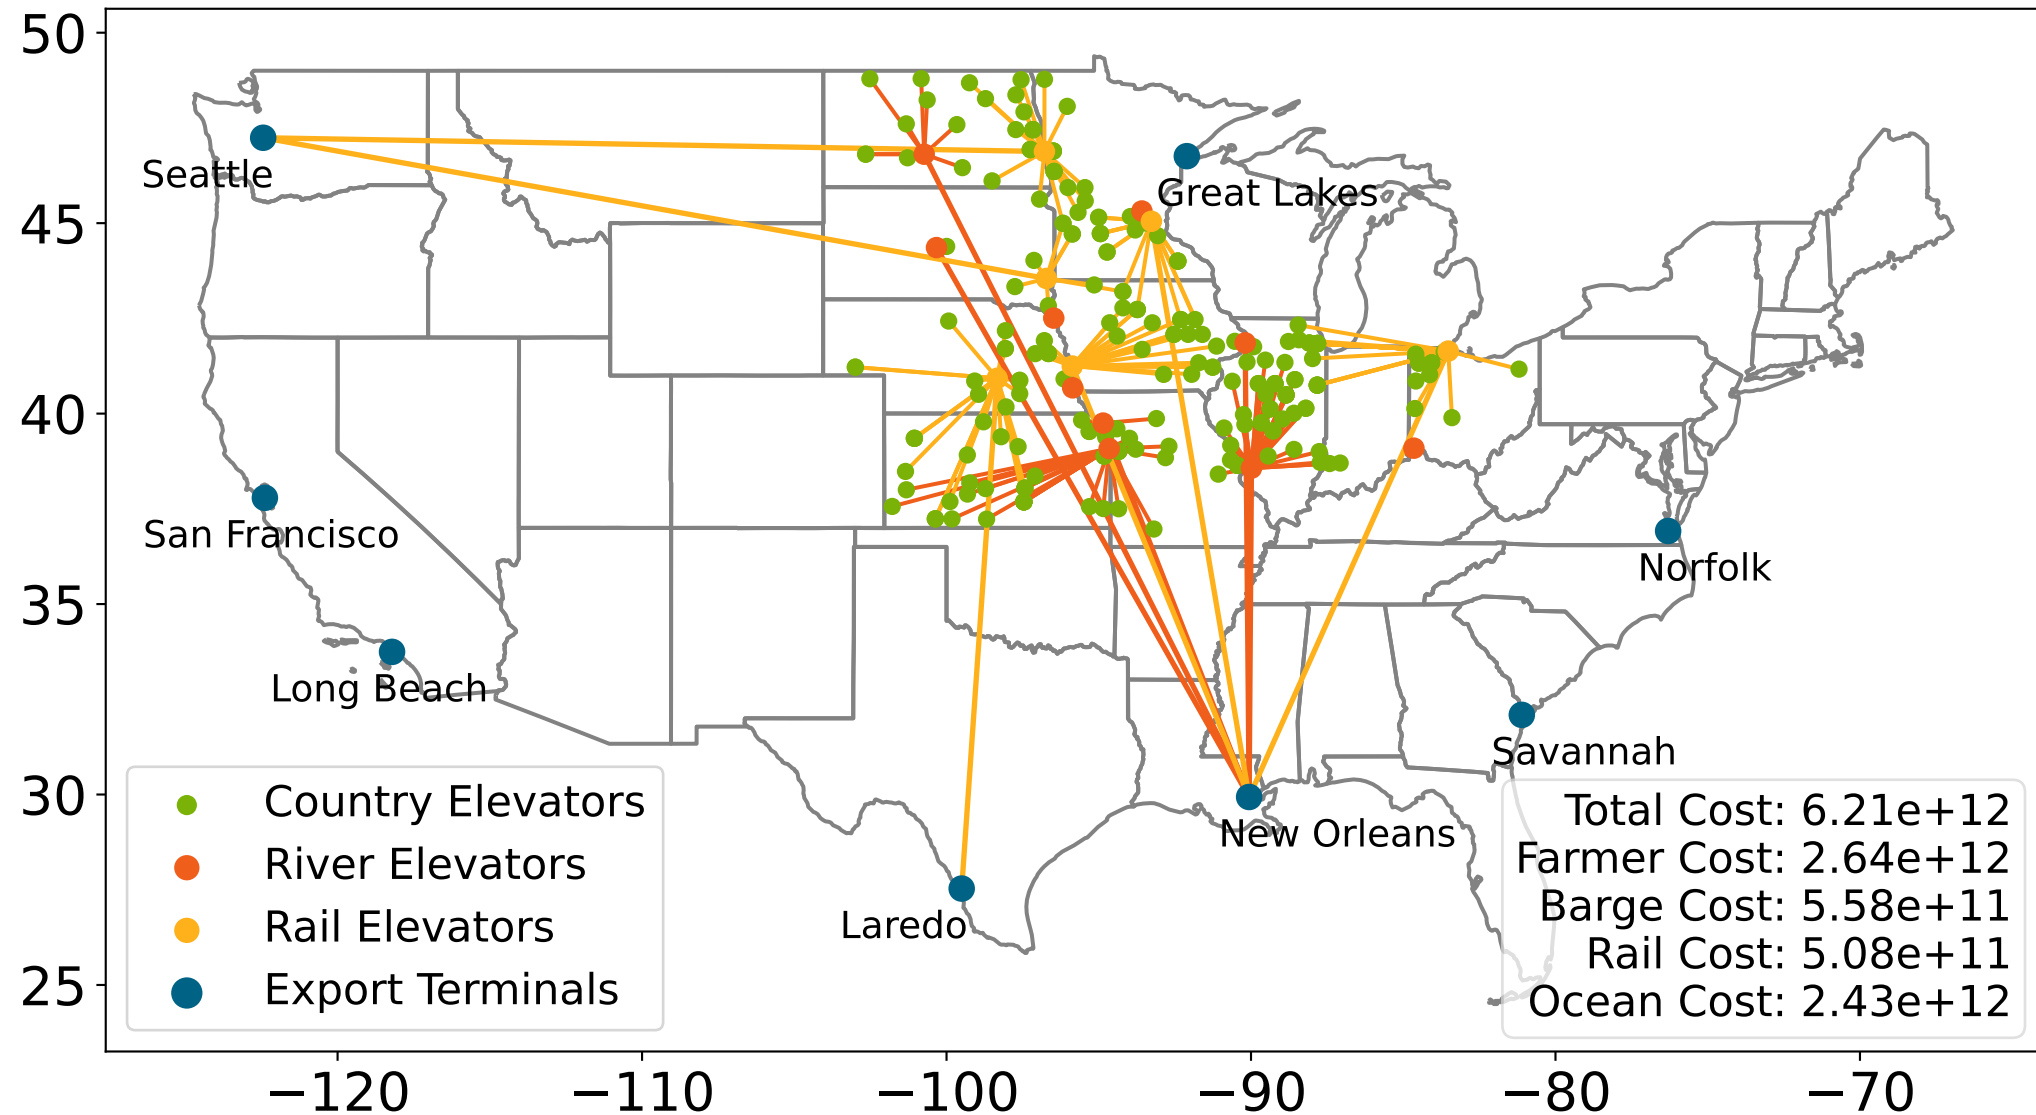 50
45
40
35
30
25
−120
−110
−100
−90
−80
−70
Seattle
Great Lakes
San Francisco
Norfolk
Long Beach
Savannah
New Orleans
Laredo
Country Elevators
River Elevators
Rail Elevators
Export Terminals
Total Cost: 6.21e+12
Farmer Cost: 2.64e+12
Barge Cost: 5.58e+11
Rail Cost: 5.08e+11
Ocean Cost: 2.43e+12